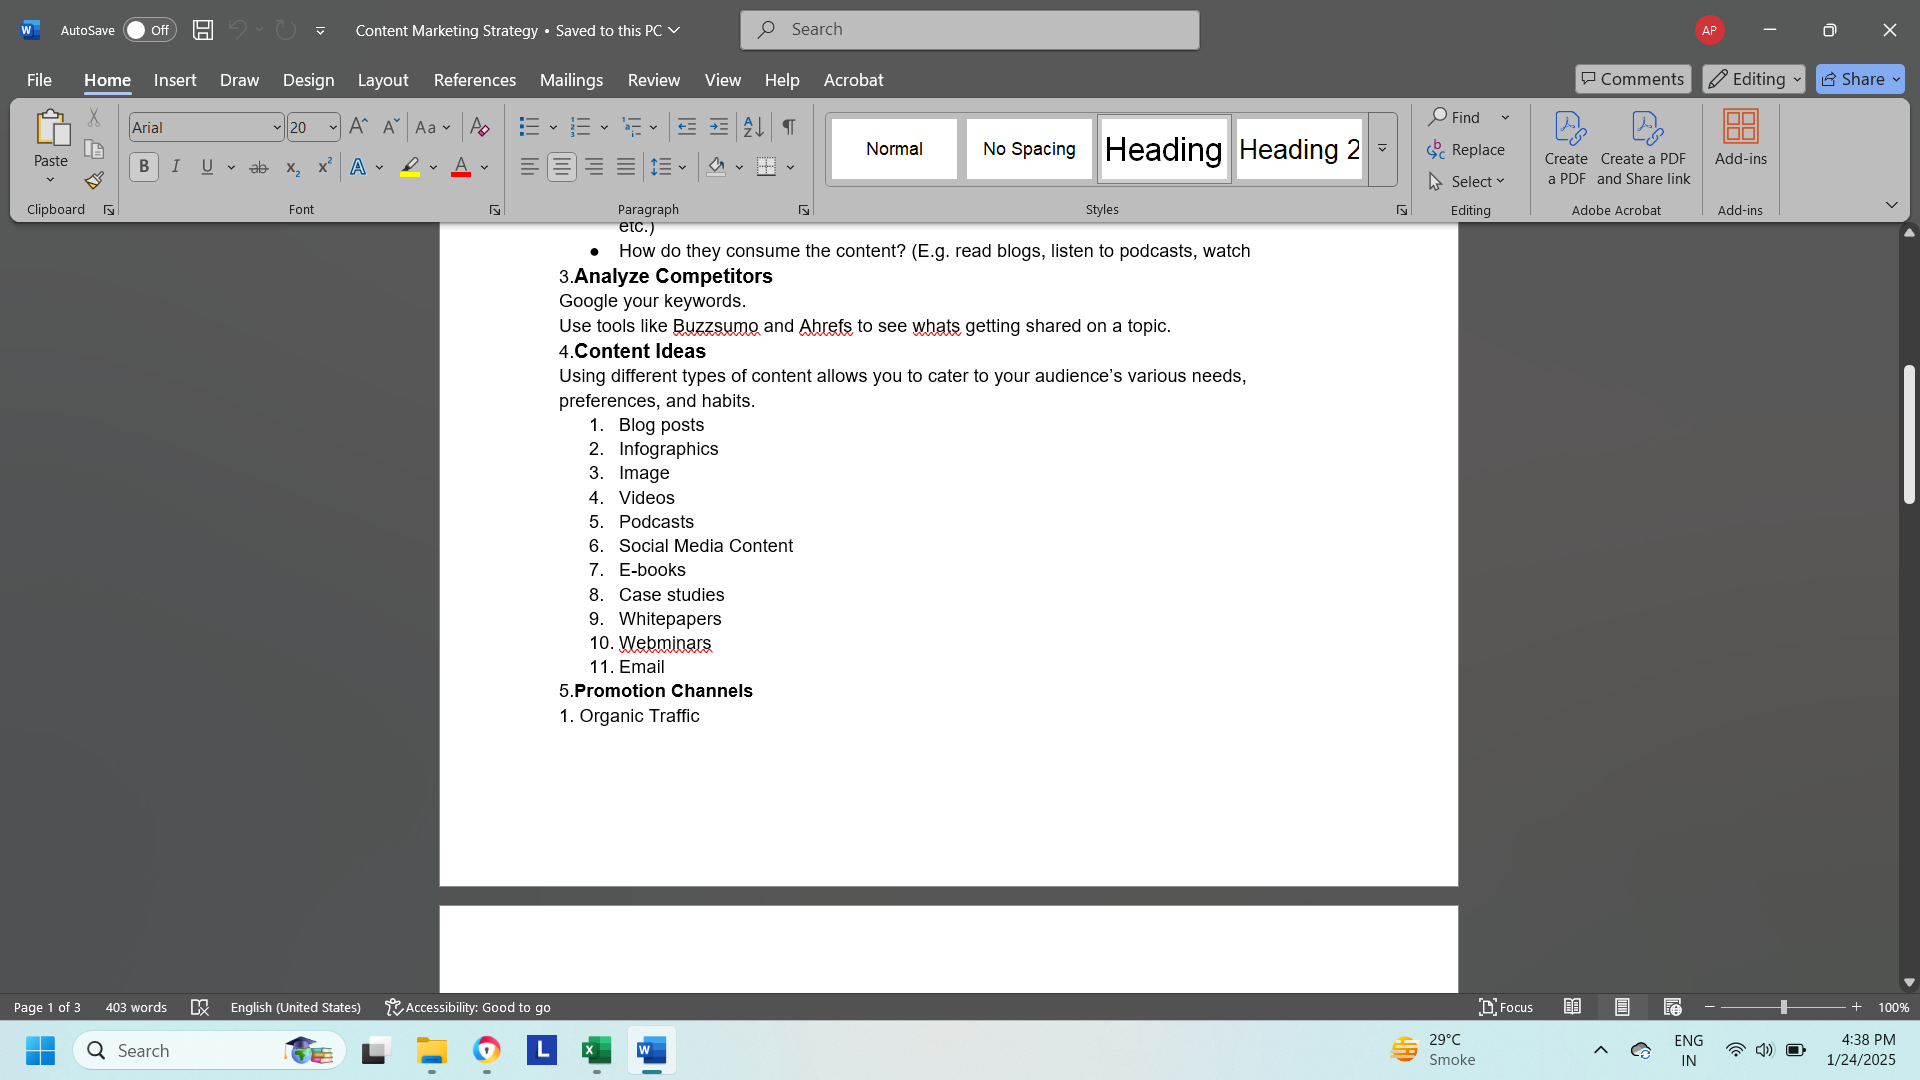 AutoSave Off Content Marketing Strategy • Saved to this PC Search AP
File Home Insert Draw Design Layout References Mailings Review View Help Acrobat Comments Editing Share
Paste
Clipboard
Arial 20
Font
Paragraph
Normal No Spacing Heading Heading 2
Styles
Find
Replace
Select
Editing
Create a PDF
Create a PDF and Share link
Adobe Acrobat
Add-ins
Add-ins
etc.)
● How do they consume the content? (E.g. read blogs, listen to podcasts, watch
3.Analyze Competitors
Google your keywords.
Use tools like Buzzsumo and Ahrefs to see whats getting shared on a topic.
4.Content Ideas
Using different types of content allows you to cater to your audience’s various needs,
preferences, and habits.
1. Blog posts
2. Infographics
3. Image
4. Videos
5. Podcasts
6. Social Media Content
7. E-books
8. Case studies
9. Whitepapers
10. Webminars
11. Email
5.Promotion Channels
1. Organic Traffic
Page 1 of 3 403 words English (United States) Accessibility: Good to go Focus 100%
Search
29°C
Smoke
ENG
IN
4:38 PM
1/24/2025